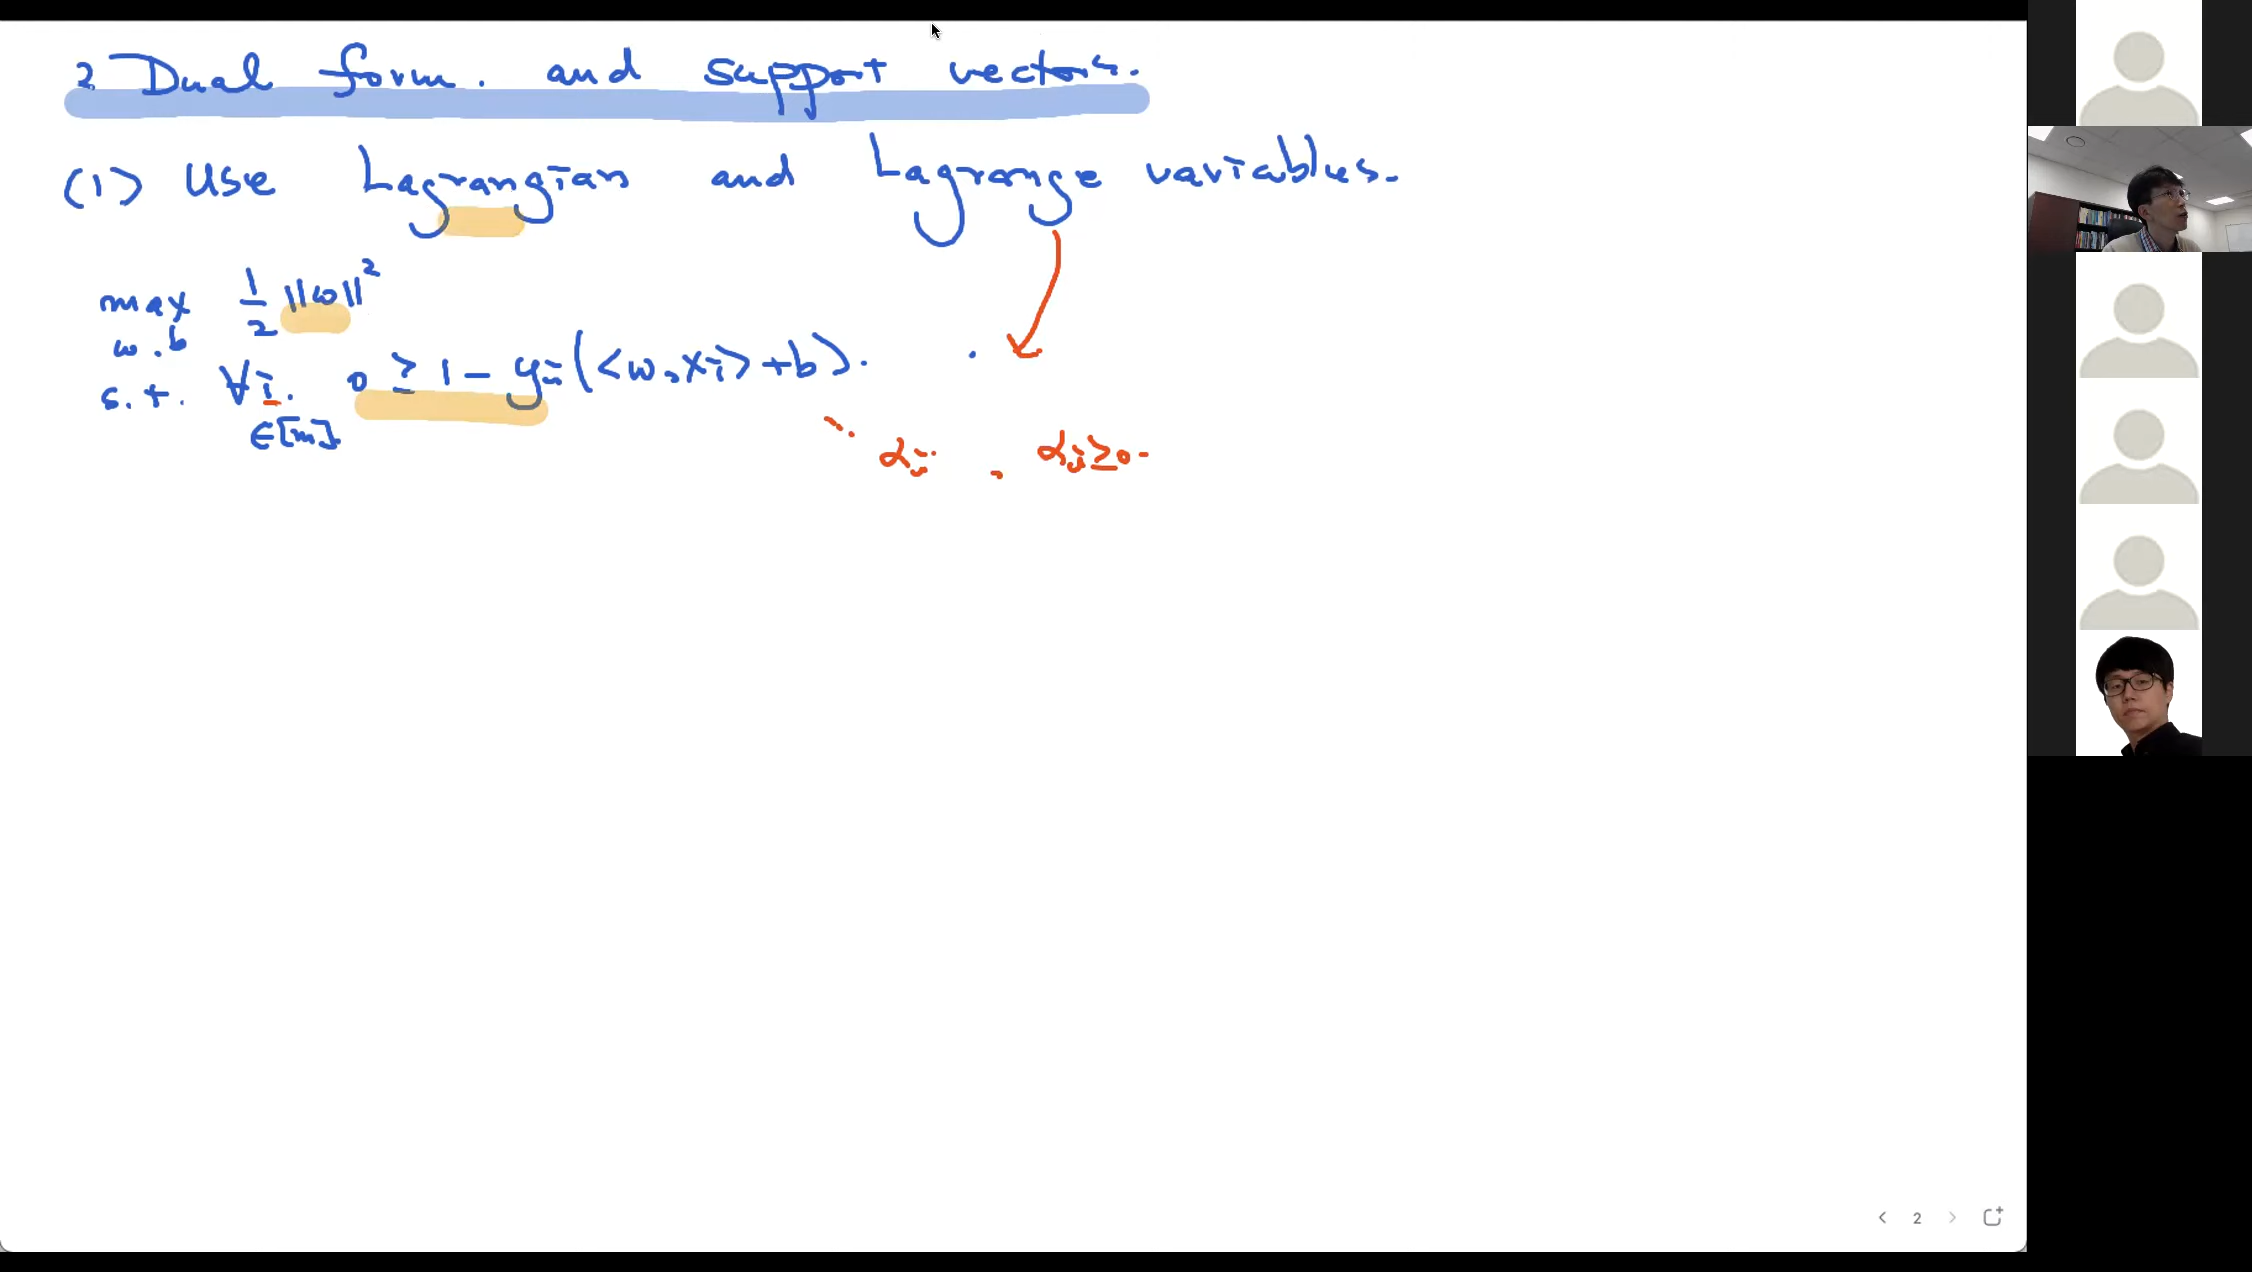 2. Dual form. and support vectors.
(1) Use Lagrangian and Lagrange variables.
max 1/2 ||w||²
w.b
s.t. ∀i. 0 ≥ 1 - yi(<w, xi> + b).
∈[m]
αi , αi ≥ 0.
2